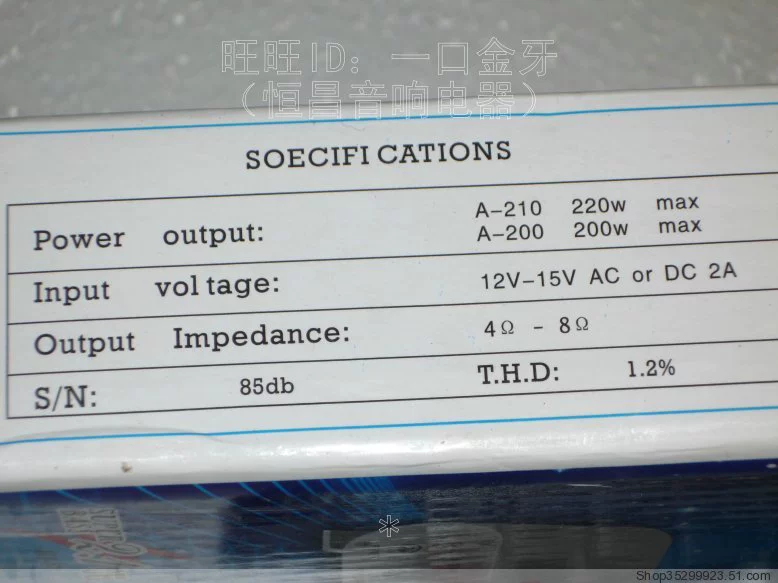 旺旺ID：一口金牙
（恒昌音响电器）
SOECIFI CATIONS
Power output: A-210 220w max
A-200 200w max
Input vol tage: 12V-15V AC or DC 2A
Output Impedance: 4Ω - 8Ω
S/N: 85db T.H.D: 1.2%
*
Shop35299923.51.com